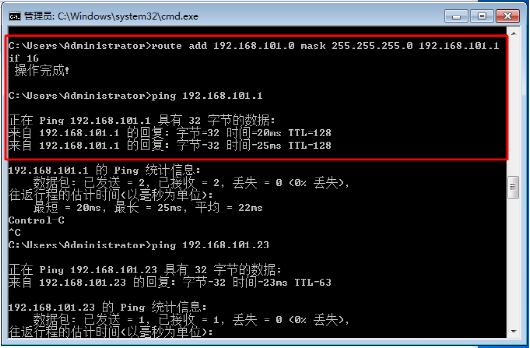 管理员: C:\Windows\system32\cmd.exe
C:\Users\Administrator>route add 192.168.101.0 mask 255.255.255.0 192.168.101.1
if 16
操作完成!
C:\Users\Administrator>ping 192.168.101.1
正在 Ping 192.168.101.1 具有 32 字节的数据:
来自 192.168.101.1 的回复: 字节=32 时间=20ms TTL=128
来自 192.168.101.1 的回复: 字节=32 时间=25ms TTL=128
192.168.101.1 的 Ping 统计信息:
数据包: 已发送 = 2, 已接收 = 2, 丢失 = 0 (0% 丢失),
往返行程的估计时间(以毫秒为单位):
最短 = 20ms, 最长 = 25ms, 平均 = 22ms
Control-C
^C
C:\Users\Administrator>ping 192.168.101.23
正在 Ping 192.168.101.23 具有 32 字节的数据:
来自 192.168.101.23 的回复: 字节=32 时间=23ms TTL=63
192.168.101.23 的 Ping 统计信息:
数据包: 已发送 = 1, 已接收 = 1, 丢失 = 0 (0% 丢失),
往返行程的估计时间(以毫秒为单位):